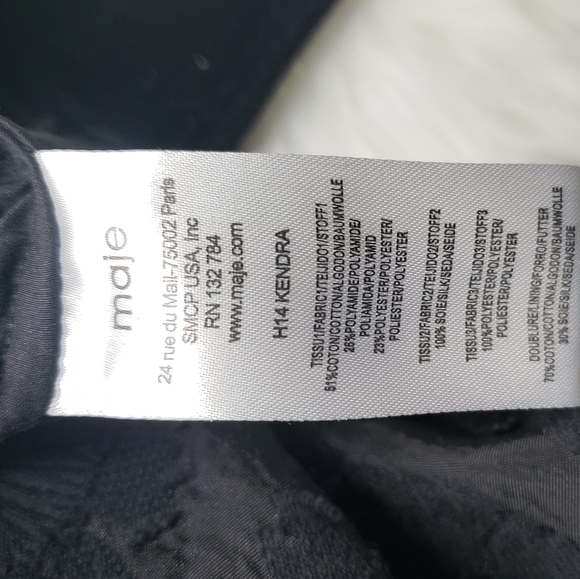 maje
24 rue du Mail-75002 Paris
SMCP USA, Inc
RN 132 784
www.maje.com
H14 KENDRA
TISSU1/FABRIC1/TEIJDO1/STOFF1
51%COTON/COTTON/ALGODON/BAUMWOLLE
26%POLYAMIDE/POLYAMIDE/
POLIAMIDA/POLYAMID
23%POLYESTER/POLYESTER/
POLIESTER/POLYESTER
TISSU2/FABRIC2/TEIJDO2/STOFF2
100% SOIE/SILK/SEDA/SEIDE
TISSU3/FABRIC3/TEIJDO3/STOFF3
100%POLYESTER/POLYESTER/
POLIESTER/POLYESTER
DOUBLURE/LINING/FORRO/FUTTER
70%COTON/COTTON/ALGODON/BAUMWOLLE
30% SOIE/SILK/SEDA/SEIDE